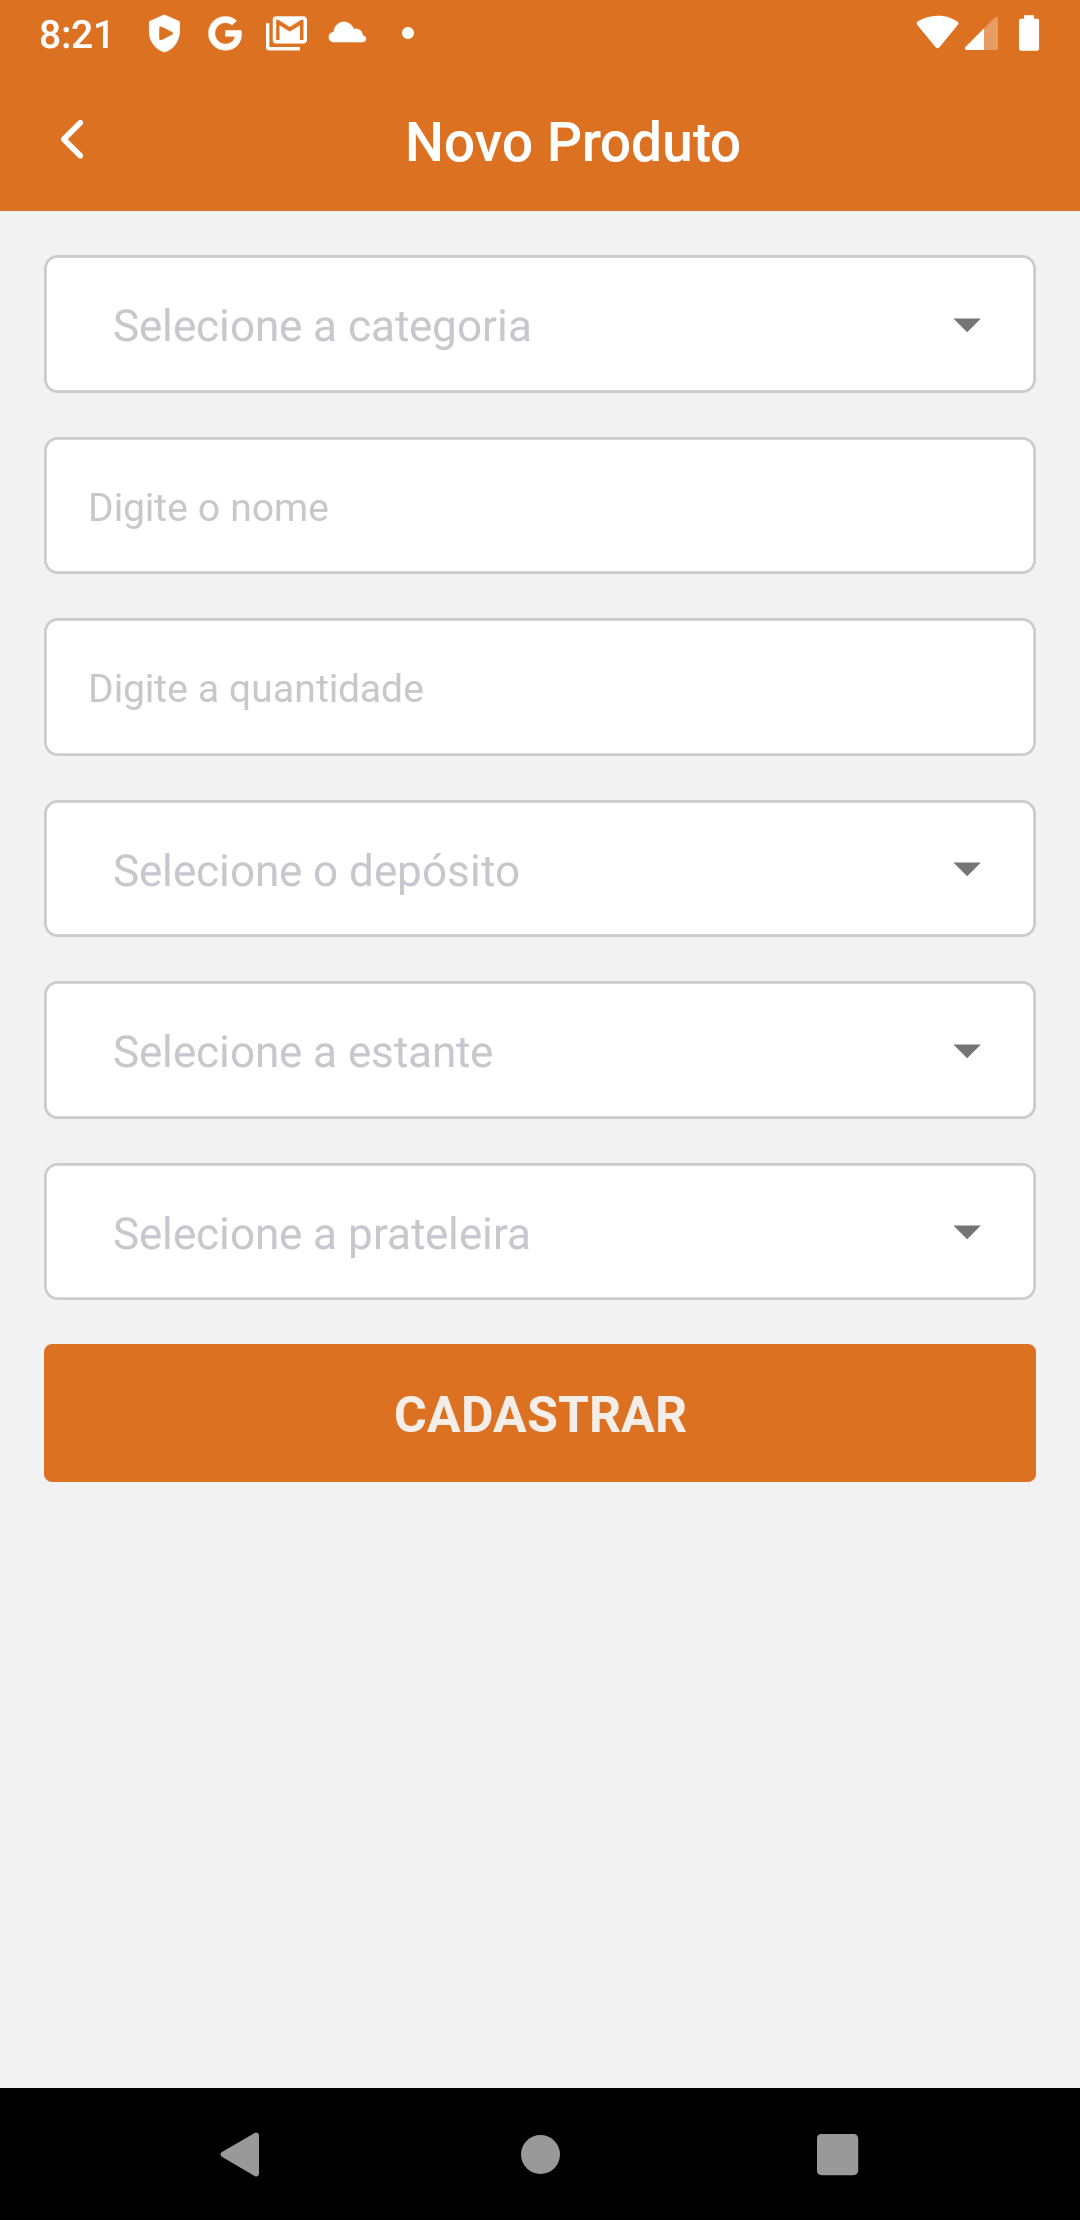 8:21
Novo Produto
Selecione a categoria
Digite o nome
Digite a quantidade
Selecione o depósito
Selecione a estante
Selecione a prateleira
CADASTRAR